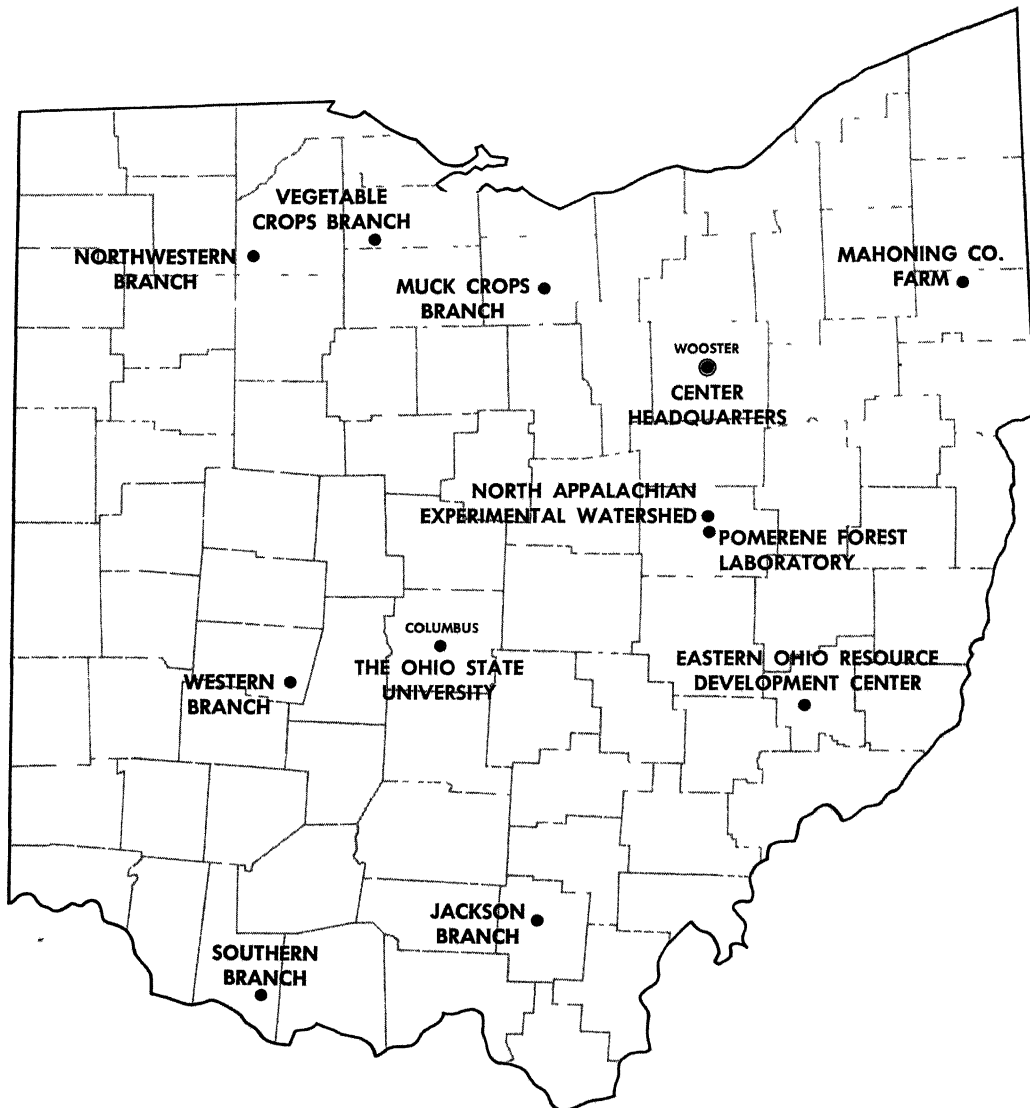 VEGETABLE
CROPS BRANCH
NORTHWESTERN
BRANCH
MUCK CROPS
BRANCH
MAHONING CO.
FARM
WOOSTER
CENTER
HEADQUARTERS
NORTH APPALACHIAN
EXPERIMENTAL WATERSHED
POMERENE FOREST
LABORATORY
COLUMBUS
THE OHIO STATE
UNIVERSITY
EASTERN OHIO RESOURCE
DEVELOPMENT CENTER
WESTERN
BRANCH
JACKSON
BRANCH
SOUTHERN
BRANCH